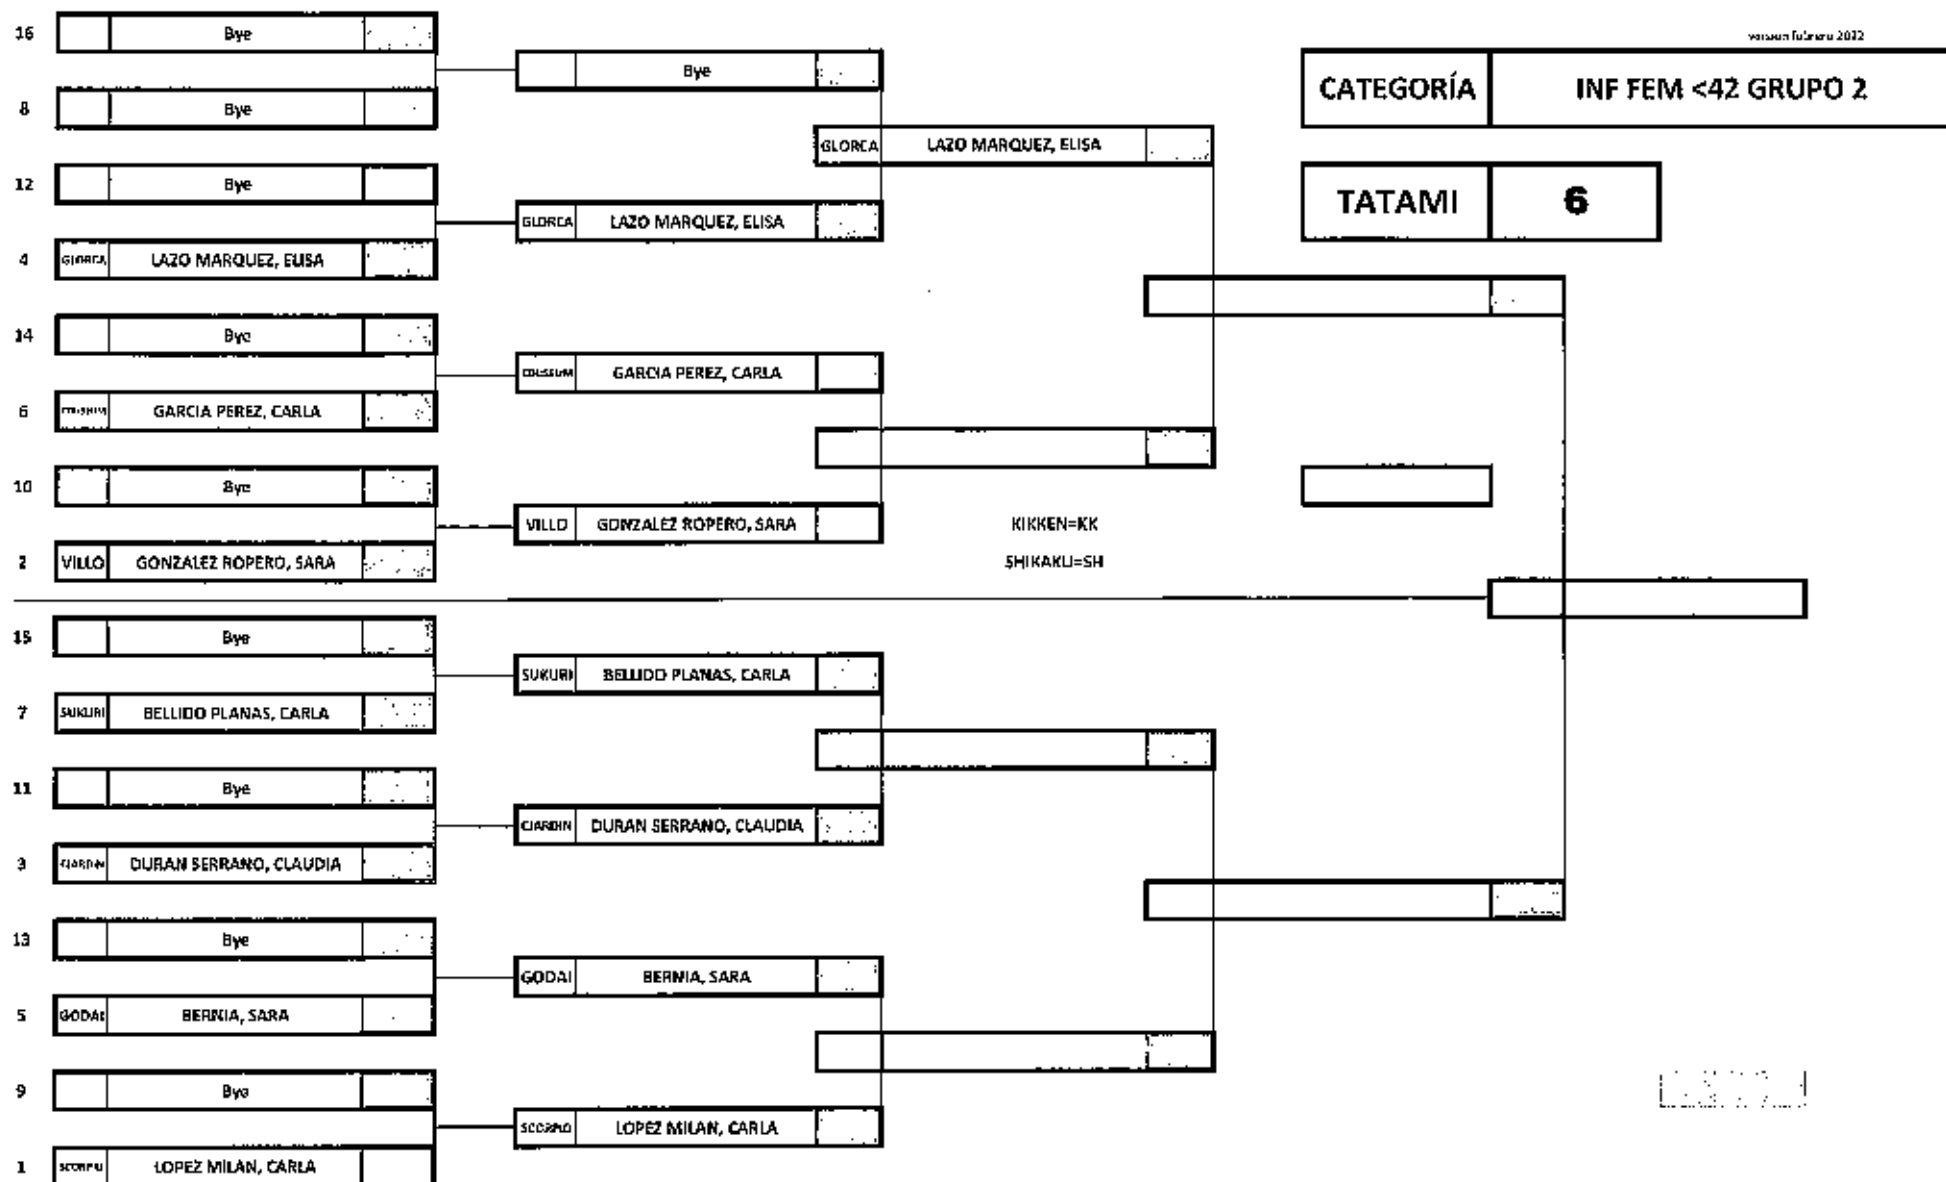 version febrero 2022
CATEGORÍA INF FEM <42 GRUPO 2
TATAMI 6
16 Bye
8 Bye
12 Bye
4 GLORCA LAZO MARQUEZ, ELISA
14 Bye
6 GARCIA PEREZ, CARLA
10 Bye
2 VILLO GONZALEZ ROPERO, SARA
15 Bye
7 SUKURI BELLIDO PLANAS, CARLA
11 Bye
3 CJARDIN DURAN SERRANO, CLAUDIA
13 Bye
5 GODAI BERNIA, SARA
9 Bye
1 SCORPIO LOPEZ MILAN, CARLA
Bye
GLORCA LAZO MARQUEZ, ELISA
GARCIA PEREZ, CARLA
VILLO GONZALEZ ROPERO, SARA
SUKURI BELLIDO PLANAS, CARLA
CJARDIN DURAN SERRANO, CLAUDIA
GODAI BERNIA, SARA
SCORPIO LOPEZ MILAN, CARLA
GLORCA LAZO MARQUEZ, ELISA
KIKKEN=KK
SHIKAKU=SH